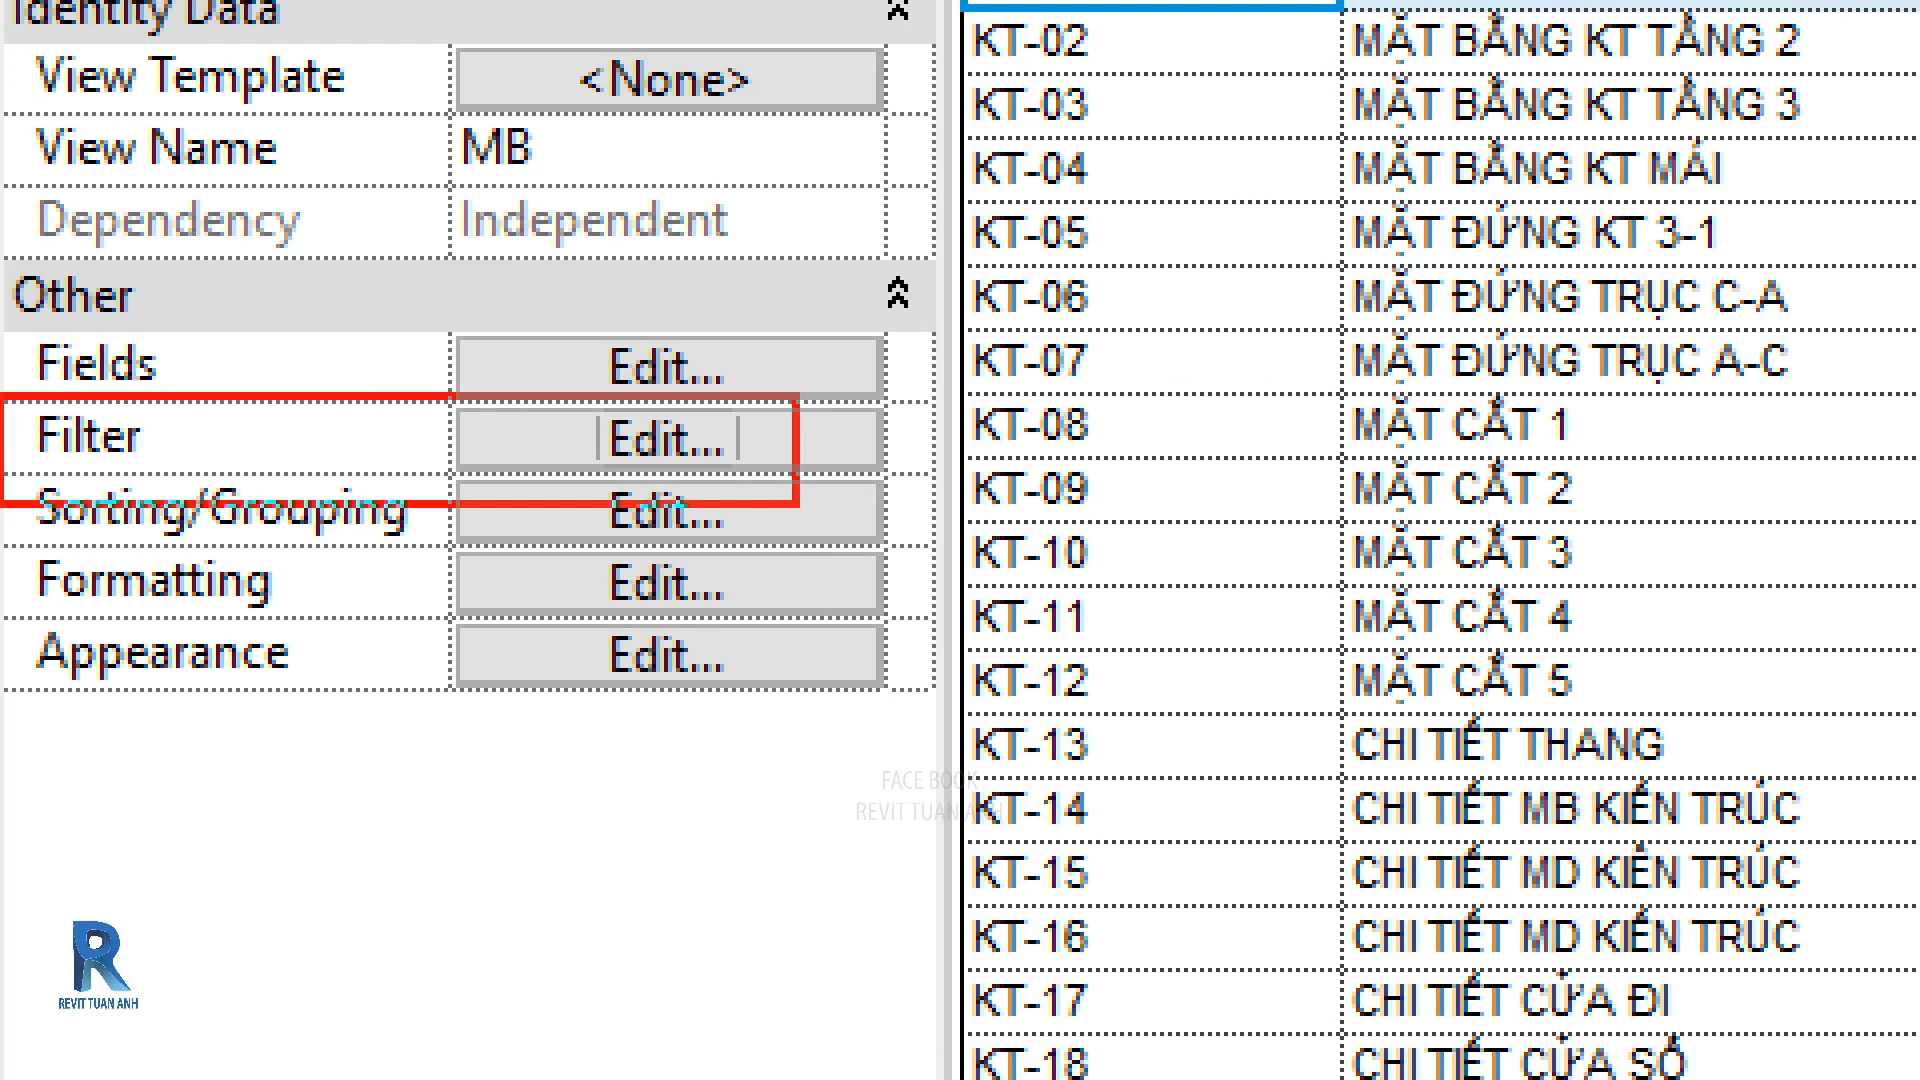 Identity Data
View Template <None>
View Name MB
Dependency Independent
Other
Fields Edit...
Filter Edit...
Sorting/Grouping Edit...
Formatting Edit...
Appearance Edit...
FACE BOOK
REVIT TUAN ANH
REVIT TUAN ANH
KT-02 MẶT BẰNG KT TẦNG 2
KT-03 MẶT BẰNG KT TẦNG 3
KT-04 MẶT BẰNG KT MÁI
KT-05 MẶT ĐỨNG KT 3-1
KT-06 MẶT ĐỨNG TRỤC C-A
KT-07 MẶT ĐỨNG TRỤC A-C
KT-08 MẶT CẮT 1
KT-09 MẶT CẮT 2
KT-10 MẶT CẮT 3
KT-11 MẶT CẮT 4
KT-12 MẶT CẮT 5
KT-13 CHI TIẾT THANG
KT-14 CHI TIẾT MB KIẾN TRÚC
KT-15 CHI TIẾT MD KIẾN TRÚC
KT-16 CHI TIẾT MD KIẾN TRÚC
KT-17 CHI TIẾT CỬA ĐI
KT-18 CHI TIẾT CỬA SỔ